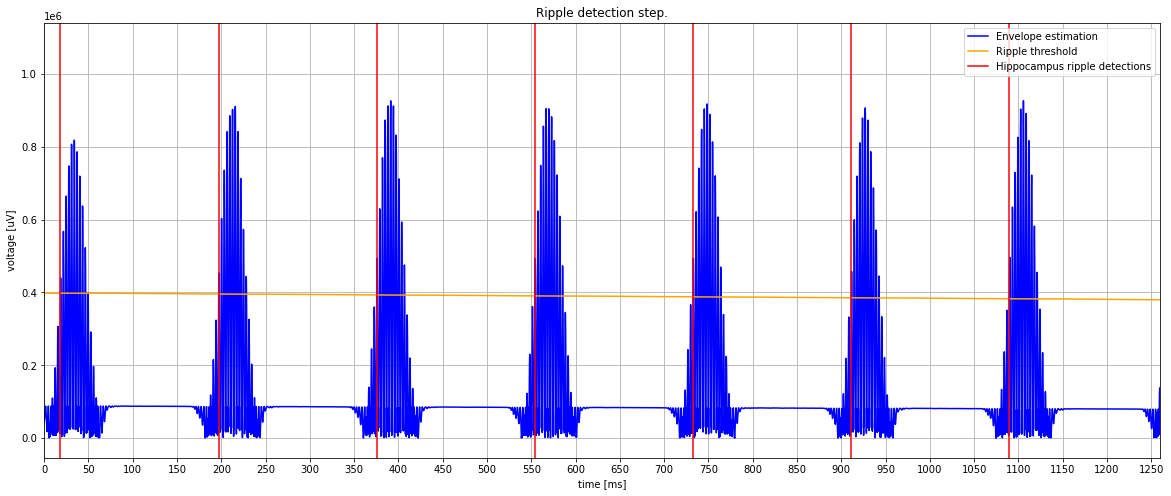 Ripple detection step.
1e6
Envelope estimation
Ripple threshold
Hippocampus ripple detections
1.0
0.8
0.6
0.4
0.2
0.0
voltage [uV]
0 50 100 150 200 250 300 350 400 450 500 550 600 650 700 750 800 850 900 950 1000 1050 1100 1150 1200 1250
time [ms]